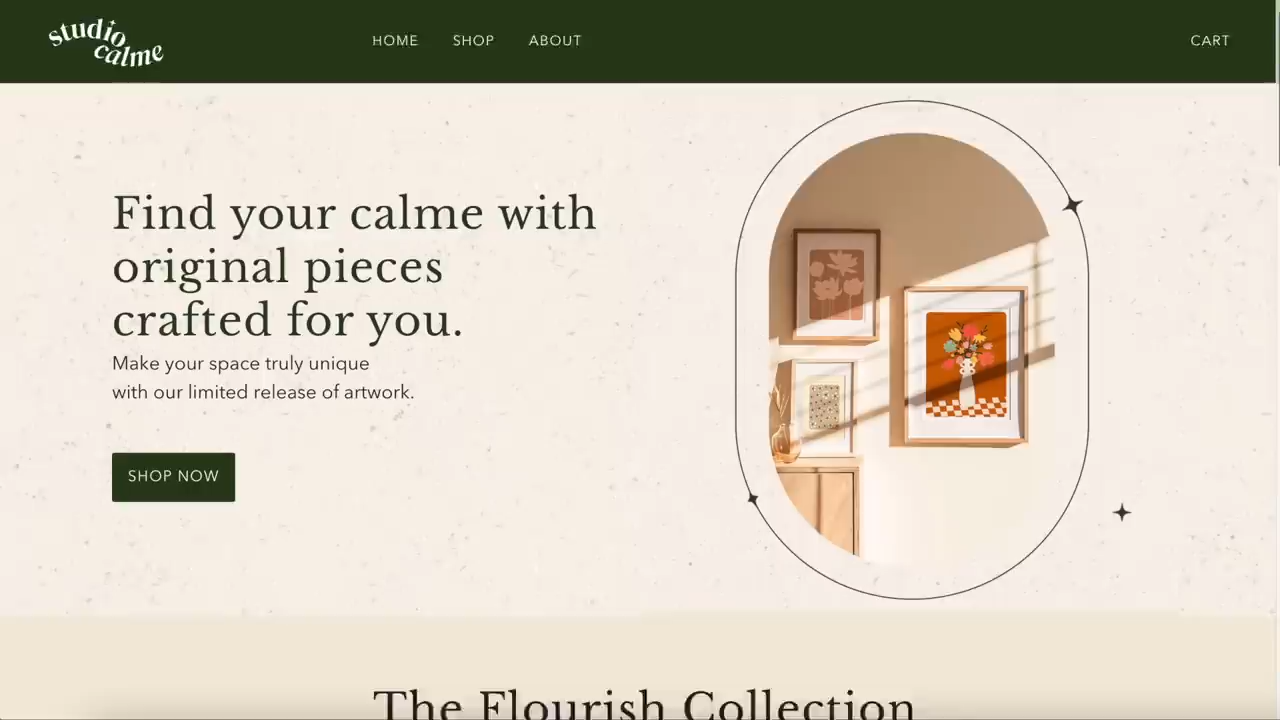 studio
calme
HOME SHOP ABOUT CART
Find your calme with
original pieces
crafted for you.
Make your space truly unique
with our limited release of artwork.
SHOP NOW
The Flourish Collection